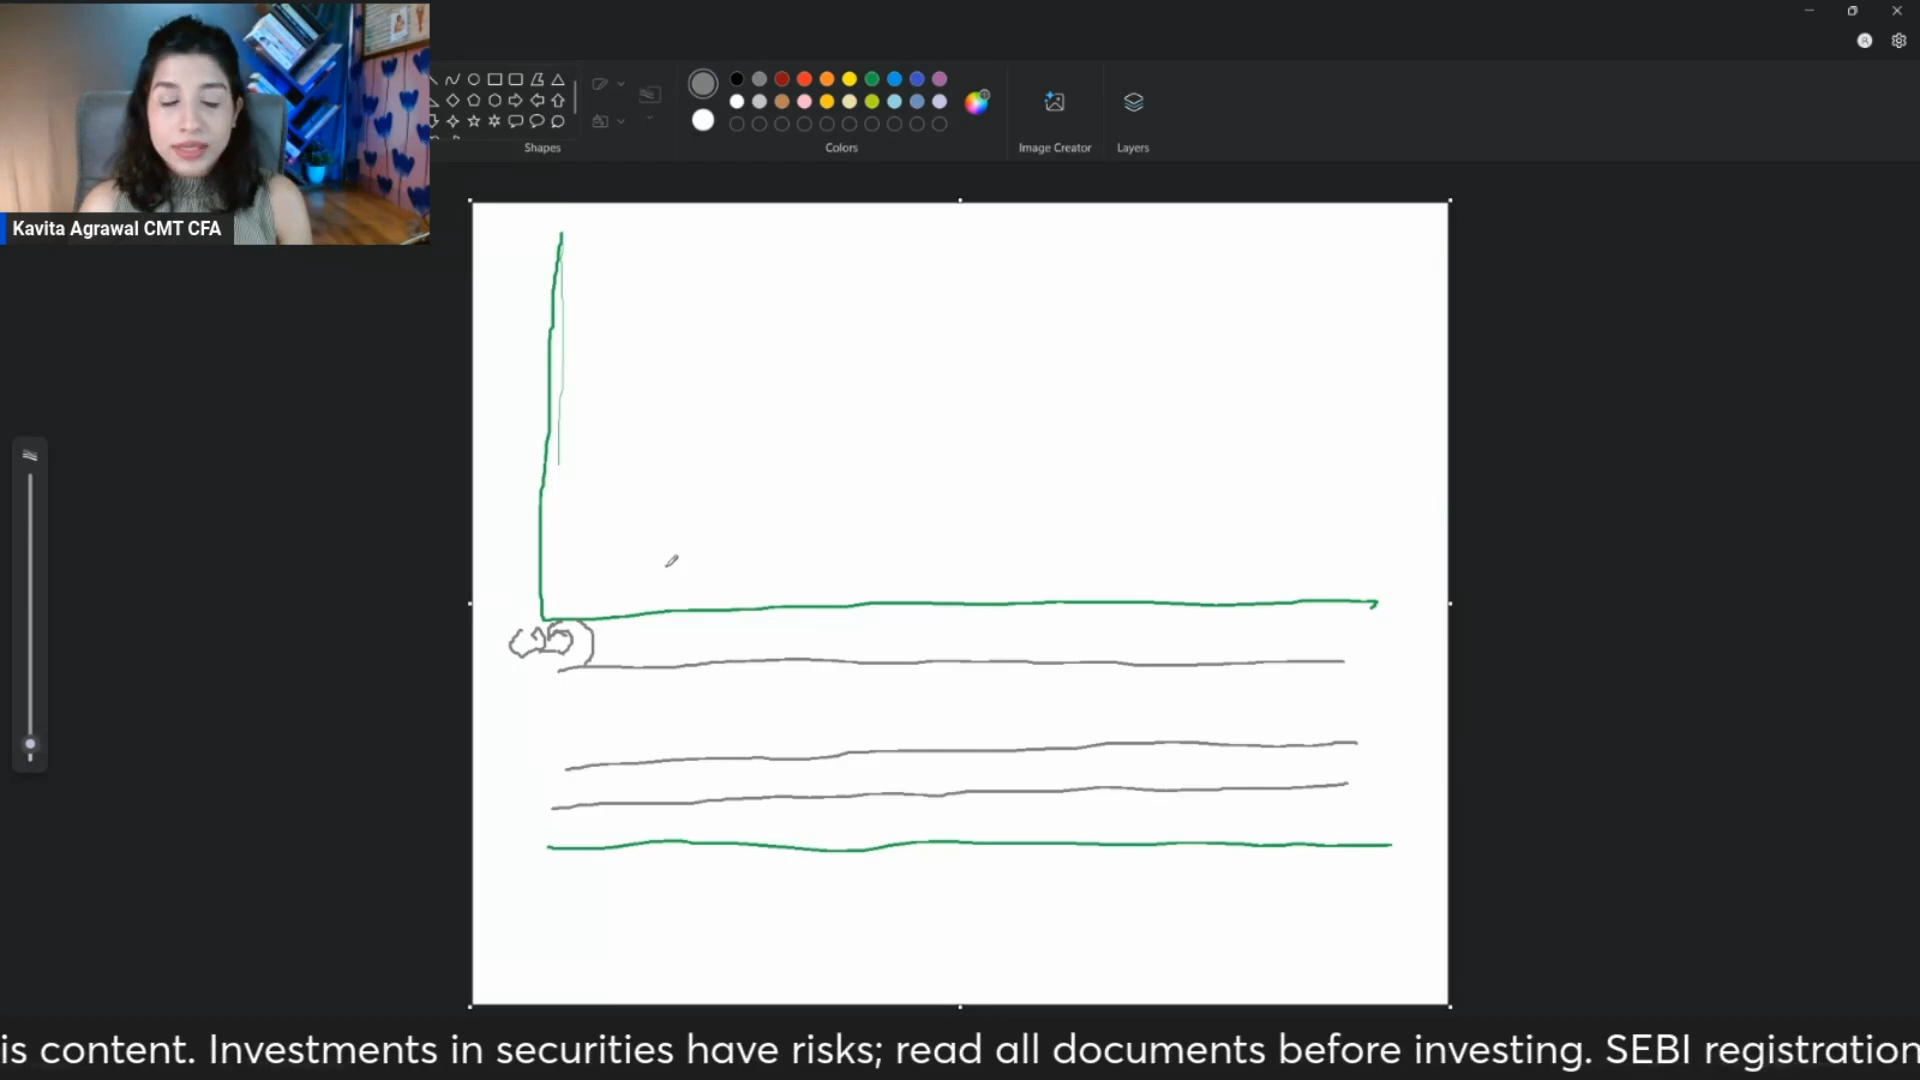 Shapes
Colors
Image Creator
Layers
Kavita Agrawal CMT CFA
is content. Investments in securities have risks; read all documents before investing. SEBI registration